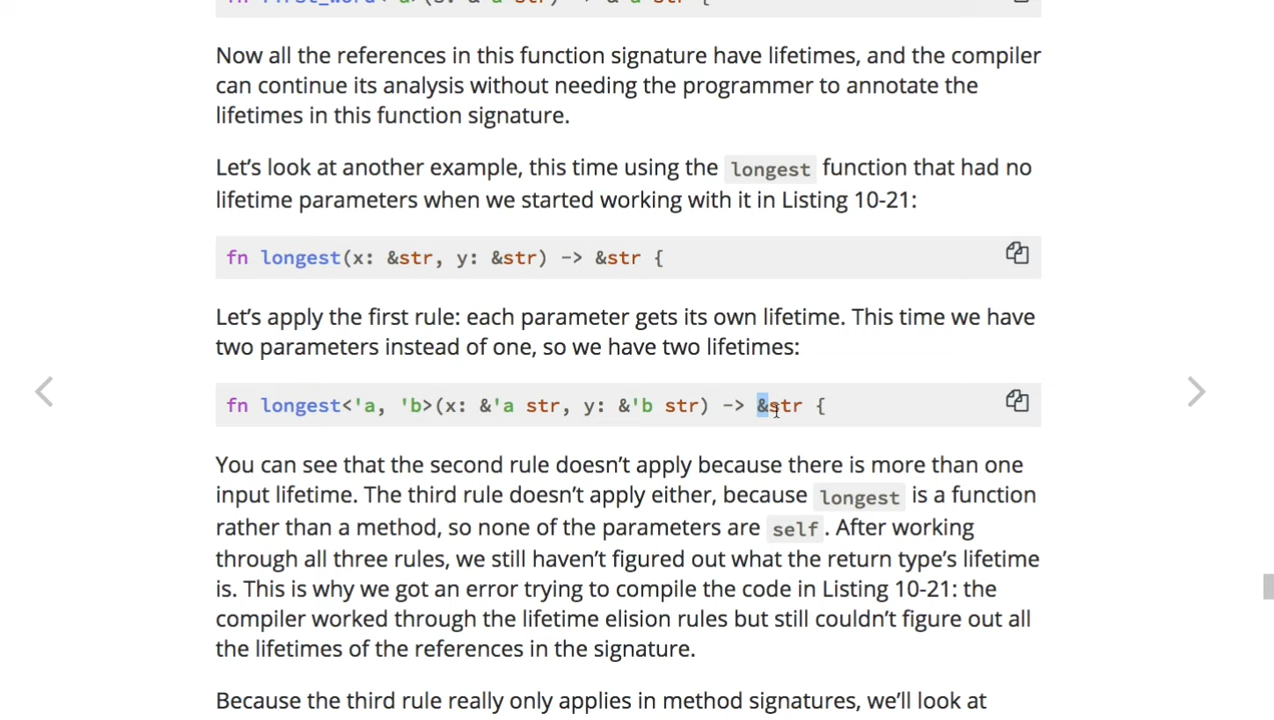 fn first_word<'a>(s: &'a str) -> &'a str {
Now all the references in this function signature have lifetimes, and the compiler
can continue its analysis without needing the programmer to annotate the
lifetimes in this function signature.
Let’s look at another example, this time using the longest function that had no
lifetime parameters when we started working with it in Listing 10-21:
fn longest(x: &str, y: &str) -> &str {
Let’s apply the first rule: each parameter gets its own lifetime. This time we have
two parameters instead of one, so we have two lifetimes:
fn longest<'a, 'b>(x: &'a str, y: &'b str) -> &str {
You can see that the second rule doesn’t apply because there is more than one
input lifetime. The third rule doesn’t apply either, because longest is a function
rather than a method, so none of the parameters are self. After working
through all three rules, we still haven’t figured out what the return type’s lifetime
is. This is why we got an error trying to compile the code in Listing 10-21: the
compiler worked through the lifetime elision rules but still couldn’t figure out all
the lifetimes of the references in the signature.
Because the third rule really only applies in method signatures, we’ll look at